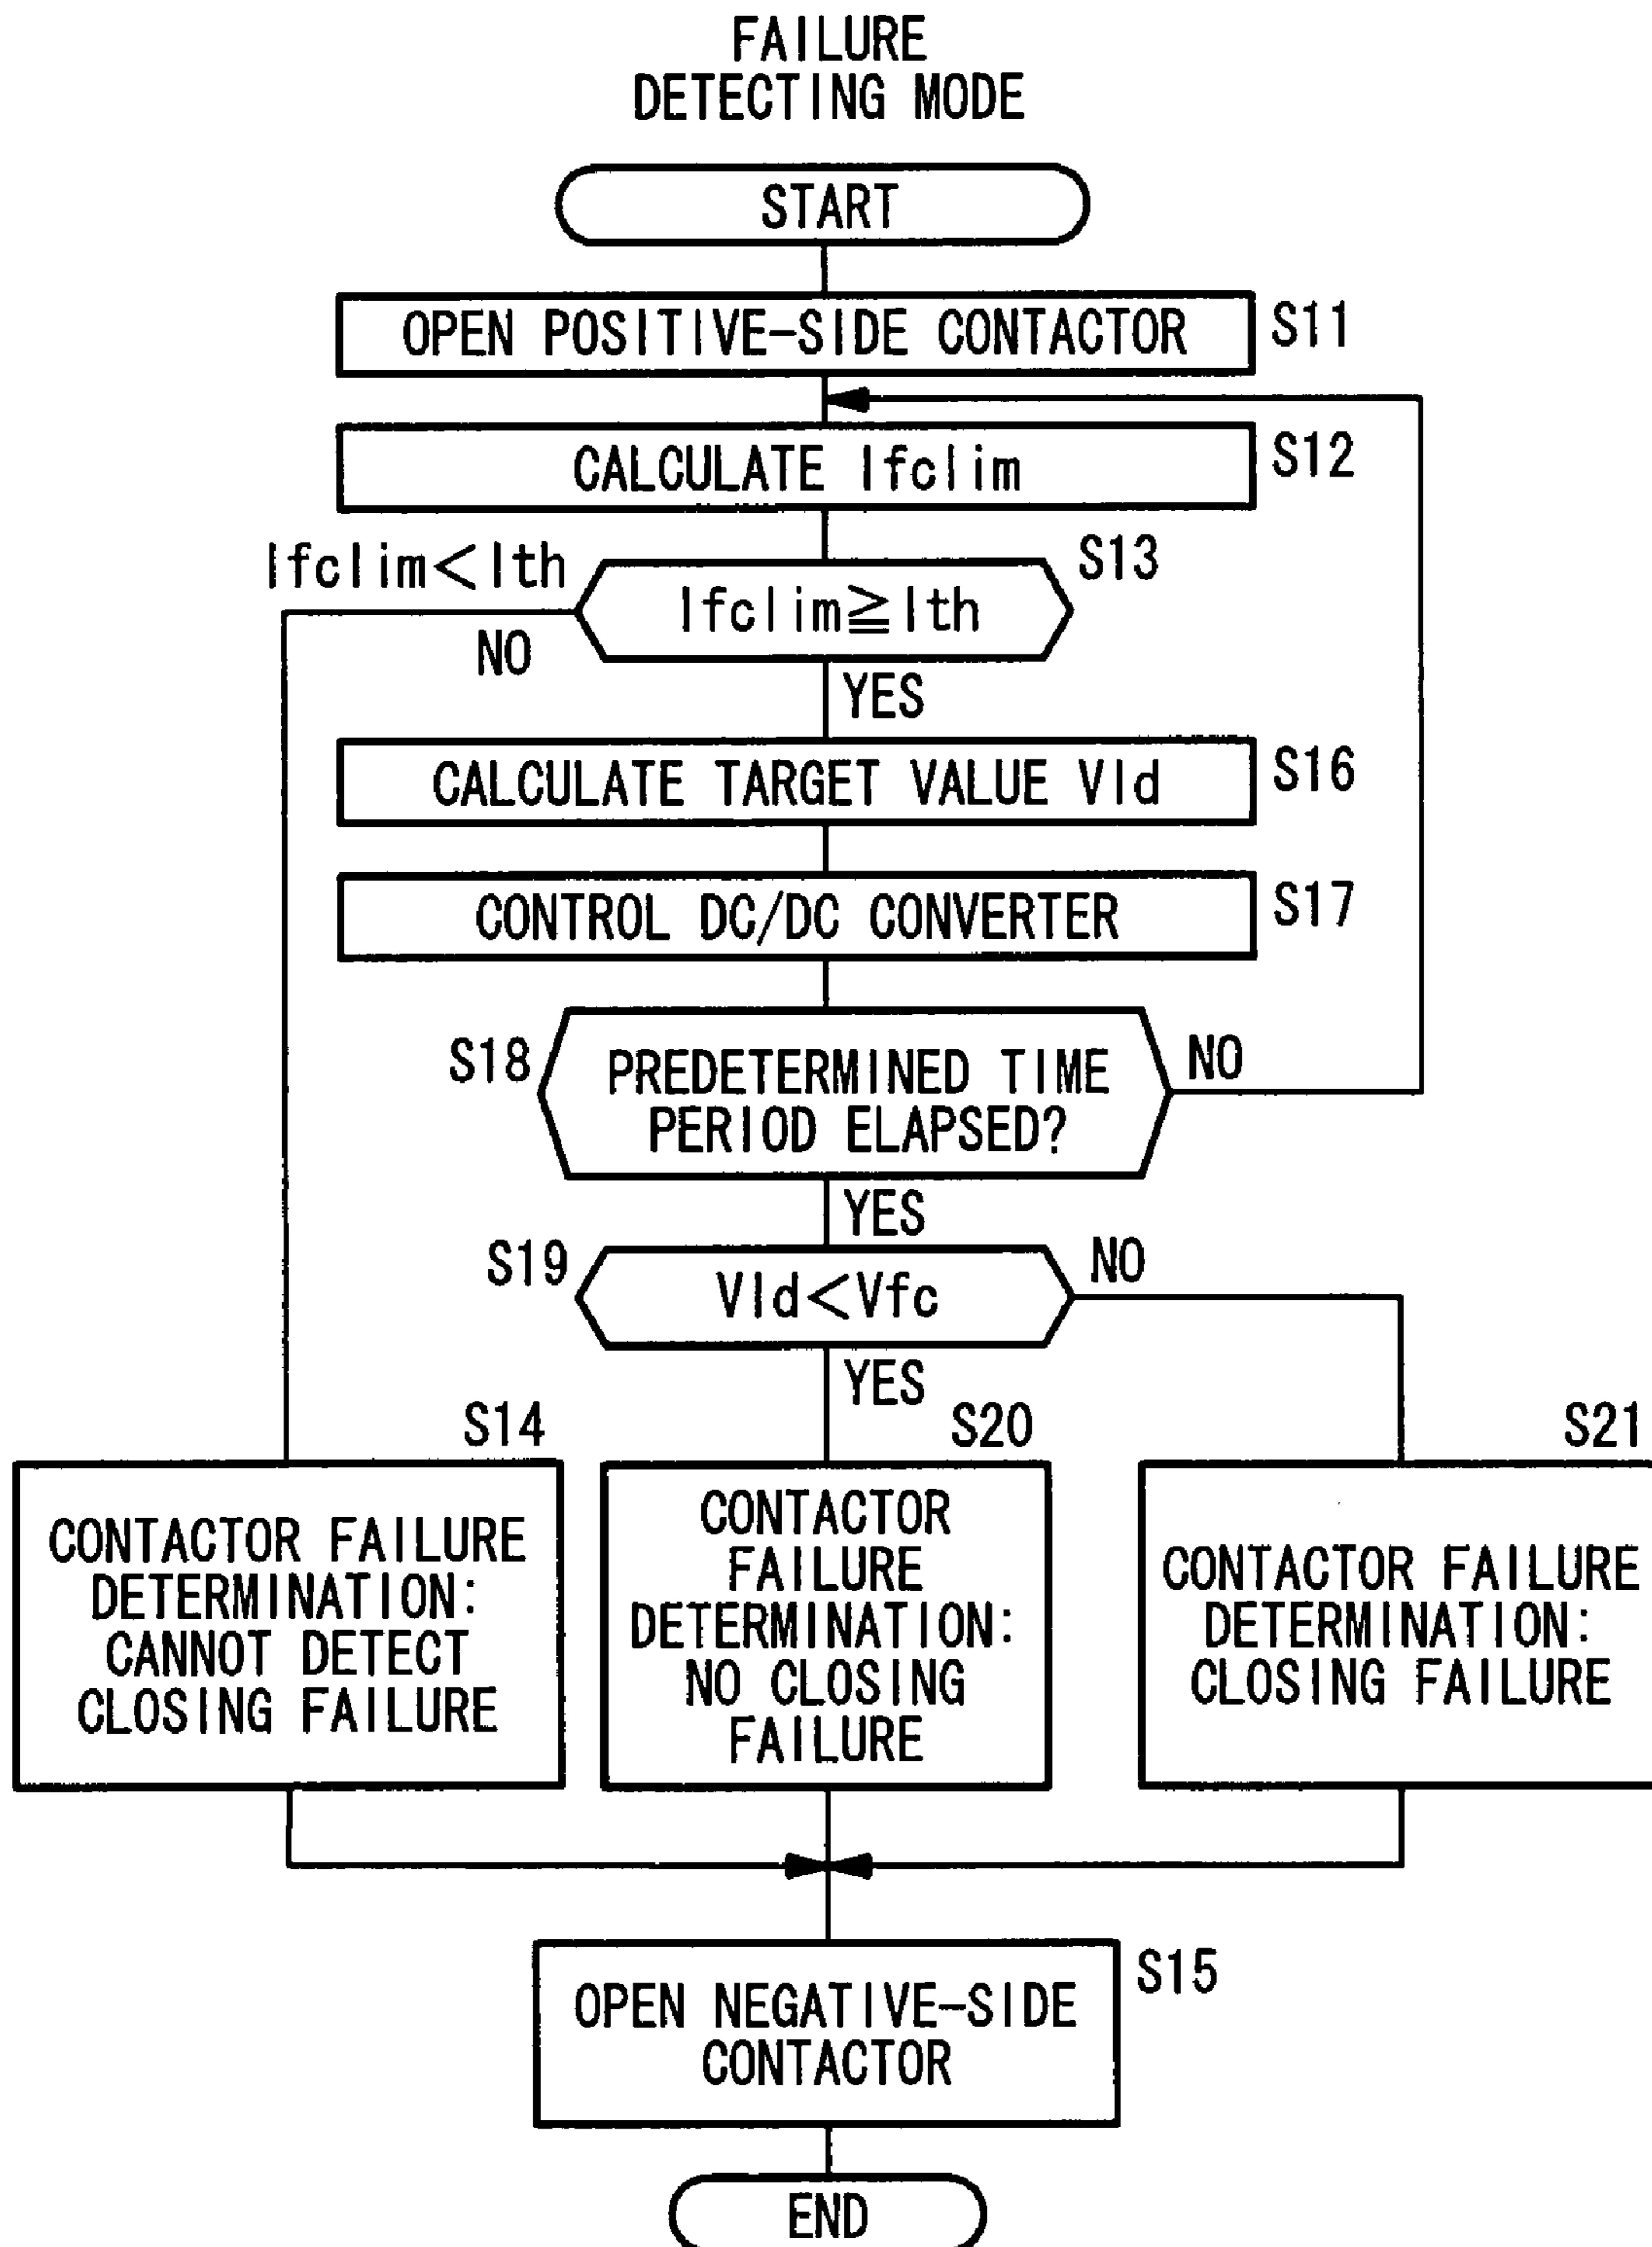 FAILURE
DETECTING MODE
START
OPEN POSITIVE-SIDE CONTACTOR
S11
CALCULATE Ifclim
S12
Ifclim<Ith
S13
Ifclim≧Ith
NO
YES
CALCULATE TARGET VALUE Vld
S16
CONTROL DC/DC CONVERTER
S17
S18
PREDETERMINED TIME
PERIOD ELAPSED?
NO
YES
S19
Vld<Vfc
NO
YES
S14
CONTACTOR FAILURE
DETERMINATION:
CANNOT DETECT
CLOSING FAILURE
S20
CONTACTOR
FAILURE
DETERMINATION:
NO CLOSING
FAILURE
S21
CONTACTOR FAILURE
DETERMINATION:
CLOSING FAILURE
S15
OPEN NEGATIVE-SIDE
CONTACTOR
END